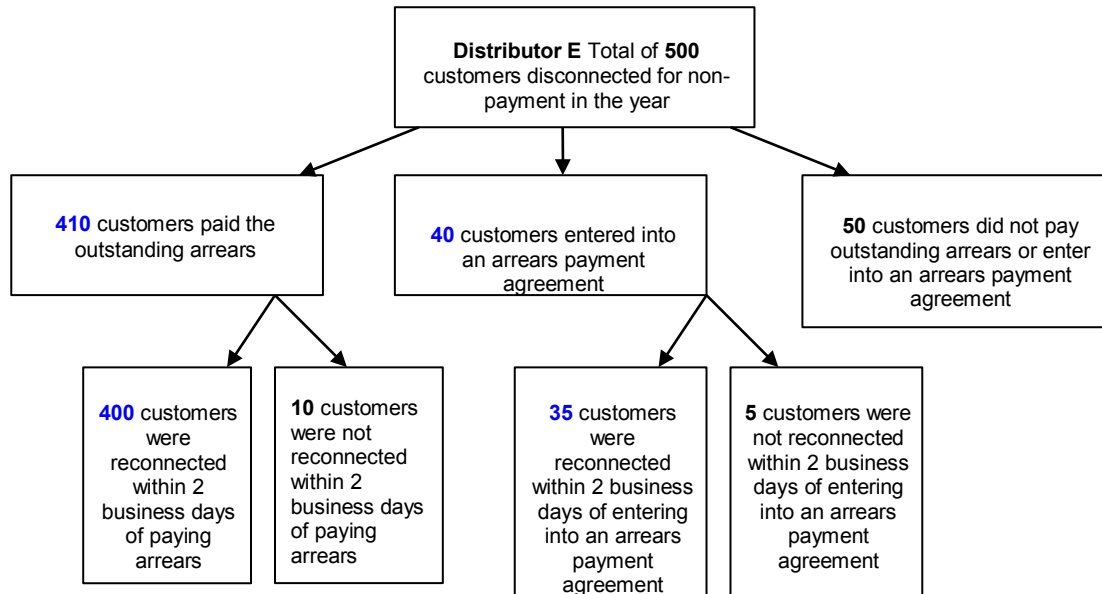 Distributor E Total of 500
customers disconnected for non-
payment in the year
410 customers paid the
outstanding arrears
40 customers entered into
an arrears payment
agreement
50 customers did not pay
outstanding arrears or enter
into an arrears payment
agreement
400 customers
were
reconnected
within 2
business days
of paying
arrears
10 customers
were not
reconnected
within 2
business days
of paying
arrears
35 customers
were
reconnected
within 2 business
days of entering
into an arrears
payment
agreement
5 customers were
not reconnected
within 2 business
days of entering
into an arrears
payment
agreement